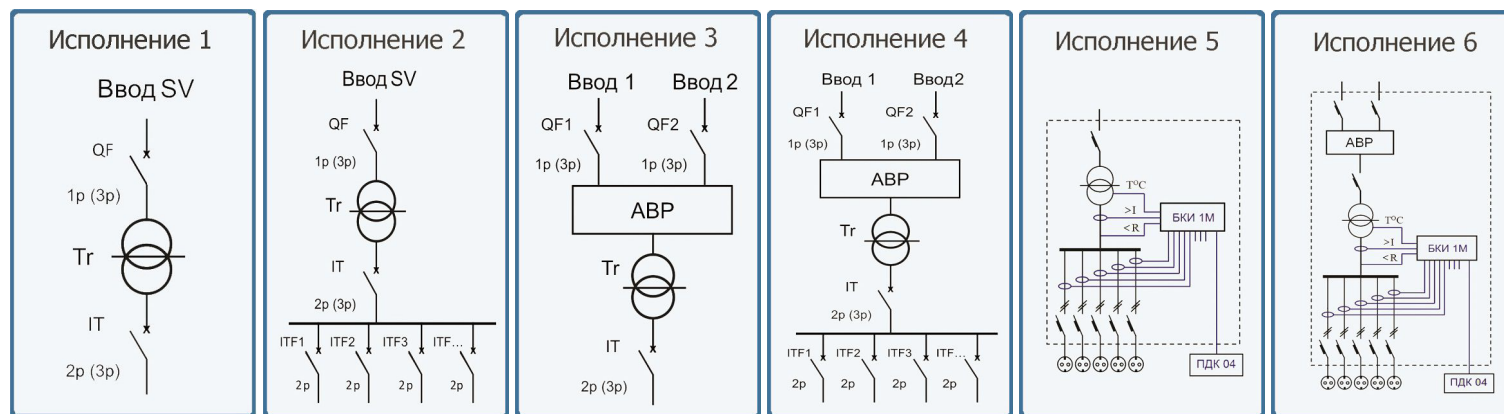 Исполнение 1
Ввод SV
QF
1p (3p)
Tr
IT
2p (3p)
Исполнение 2
Ввод SV
QF
1p (3p)
Tr
IT
2p (3p)
ITF1 ITF2 ITF3 ITF...
2p 2p 2p 2p
Исполнение 3
Ввод 1 Ввод 2
QF1 QF2
1p (3p) 1p (3p)
АВР
Tr
IT
2p (3p)
Исполнение 4
Ввод 1 Ввод2
QF1 QF2
1p (3p) 1p (3p)
АВР
Tr
IT
2p (3p)
ITF1 ITF2 ITF3 ITF...
2p 2p 2p 2p
Исполнение 5
T°C
>I
БКИ 1М
<R
ПДК 04
Исполнение 6
АВР
T°C
>I
БКИ 1М
<R
ПДК 04